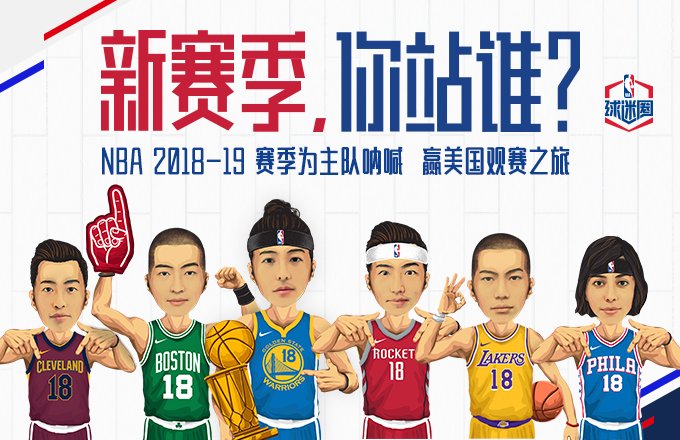 新赛季,你站谁?
球迷圈
NBA 2018-19 赛季为主队呐喊 赢美国观赛之旅
CLEVELAND
18
BOSTON
18
GOLDEN STATE
18
WARRIORS
ROCKET
18
LAKERS
18
PHILA
18